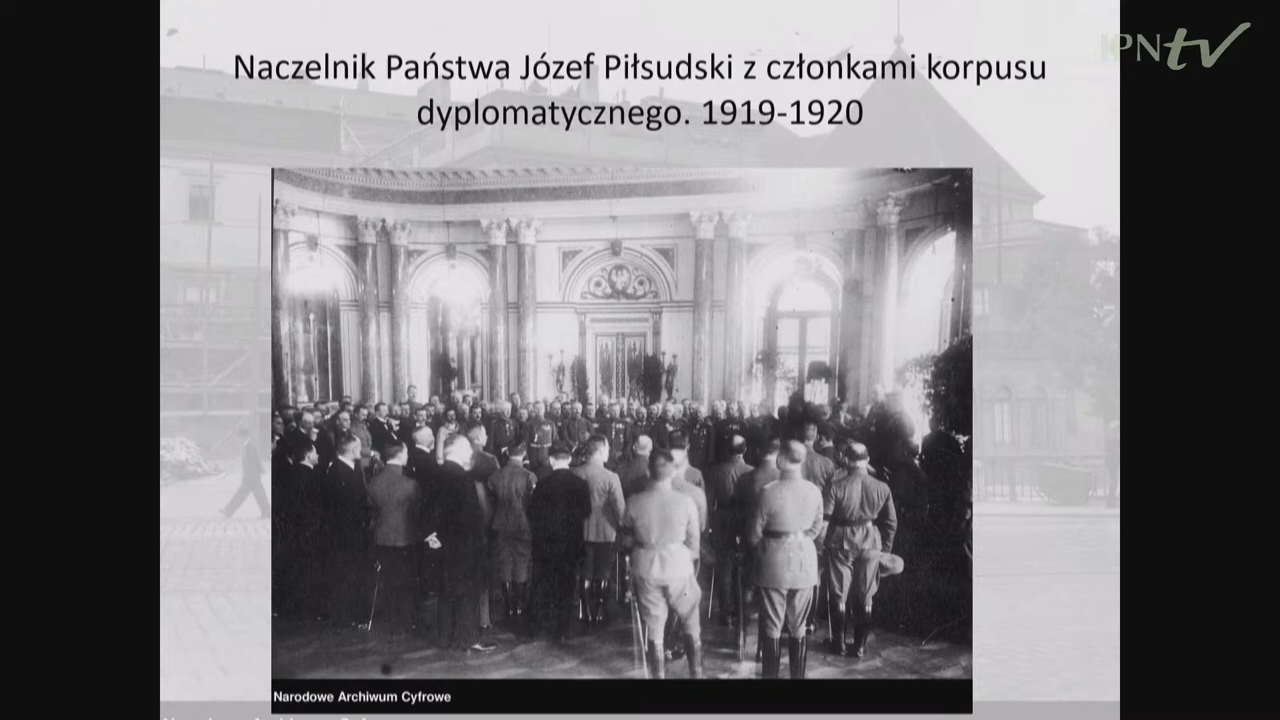 IPNtv
Naczelnik Państwa Józef Piłsudski z członkami korpusu
dyplomatycznego. 1919-1920
Narodowe Archiwum Cyfrowe